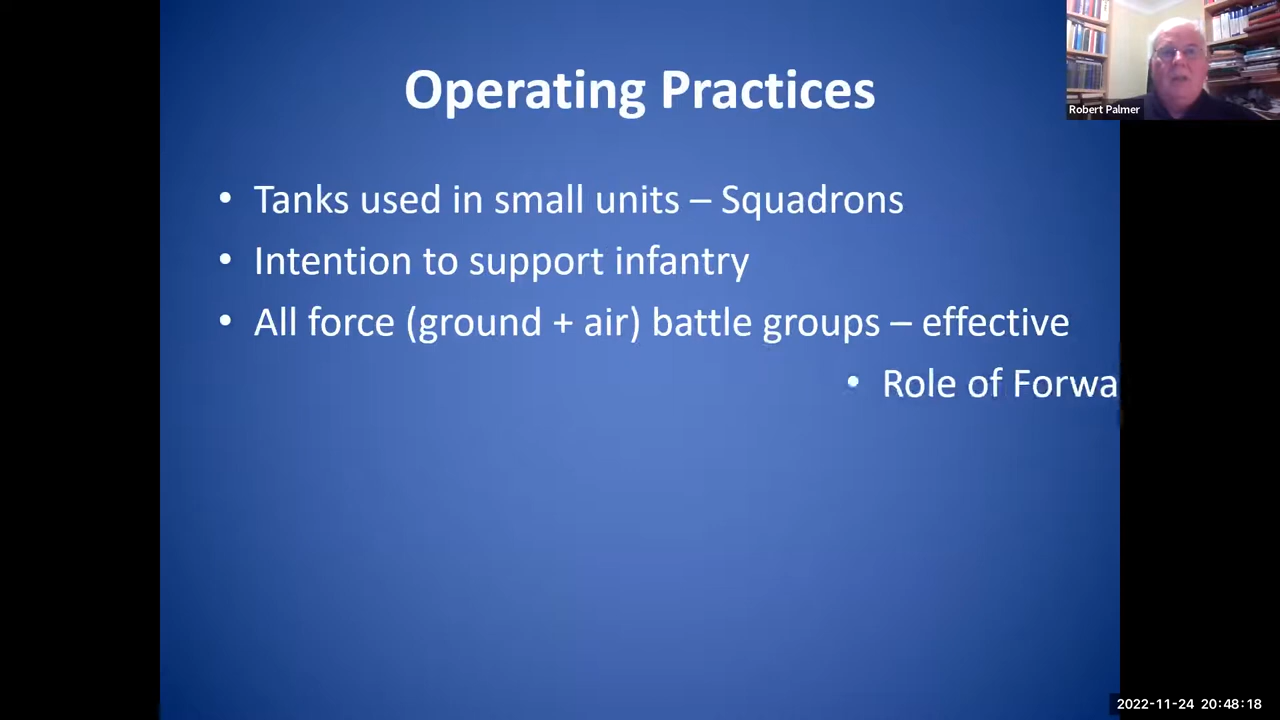 Operating Practices
Robert Palmer
• Tanks used in small units – Squadrons
• Intention to support infantry
• All force (ground + air) battle groups – effective
• Role of Forwa
2022-11-24 20:48:18